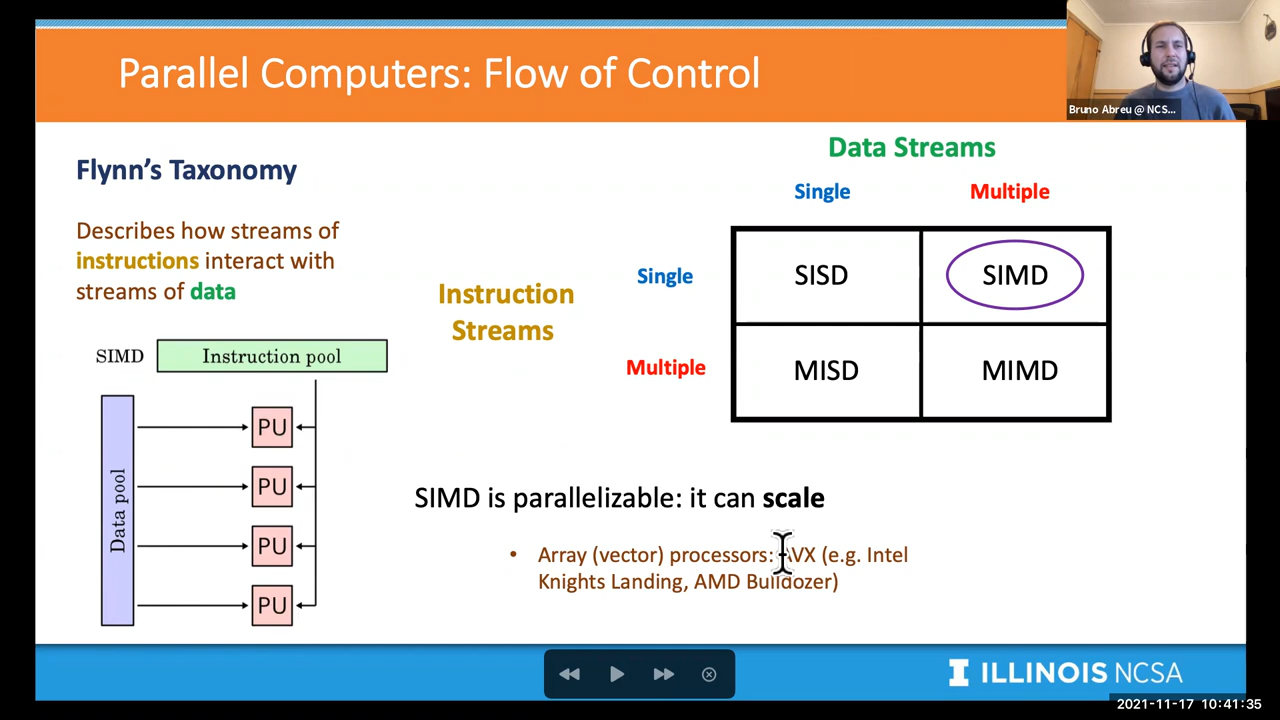 Parallel Computers: Flow of Control
Bruno Abreu @ NCS...
Flynn's Taxonomy
Describes how streams of
instructions interact with
streams of data
Data Streams
Single
Multiple
Instruction
Streams
Single
SISD
SIMD
Multiple
MISD
MIMD
SIMD
Instruction pool
Data pool
PU
PU
PU
PU
SIMD is parallelizable: it can scale
• Array (vector) processors: AVX (e.g. Intel
Knights Landing, AMD Bulldozer)
ILLINOIS NCSA
2021-11-17 10:41:35